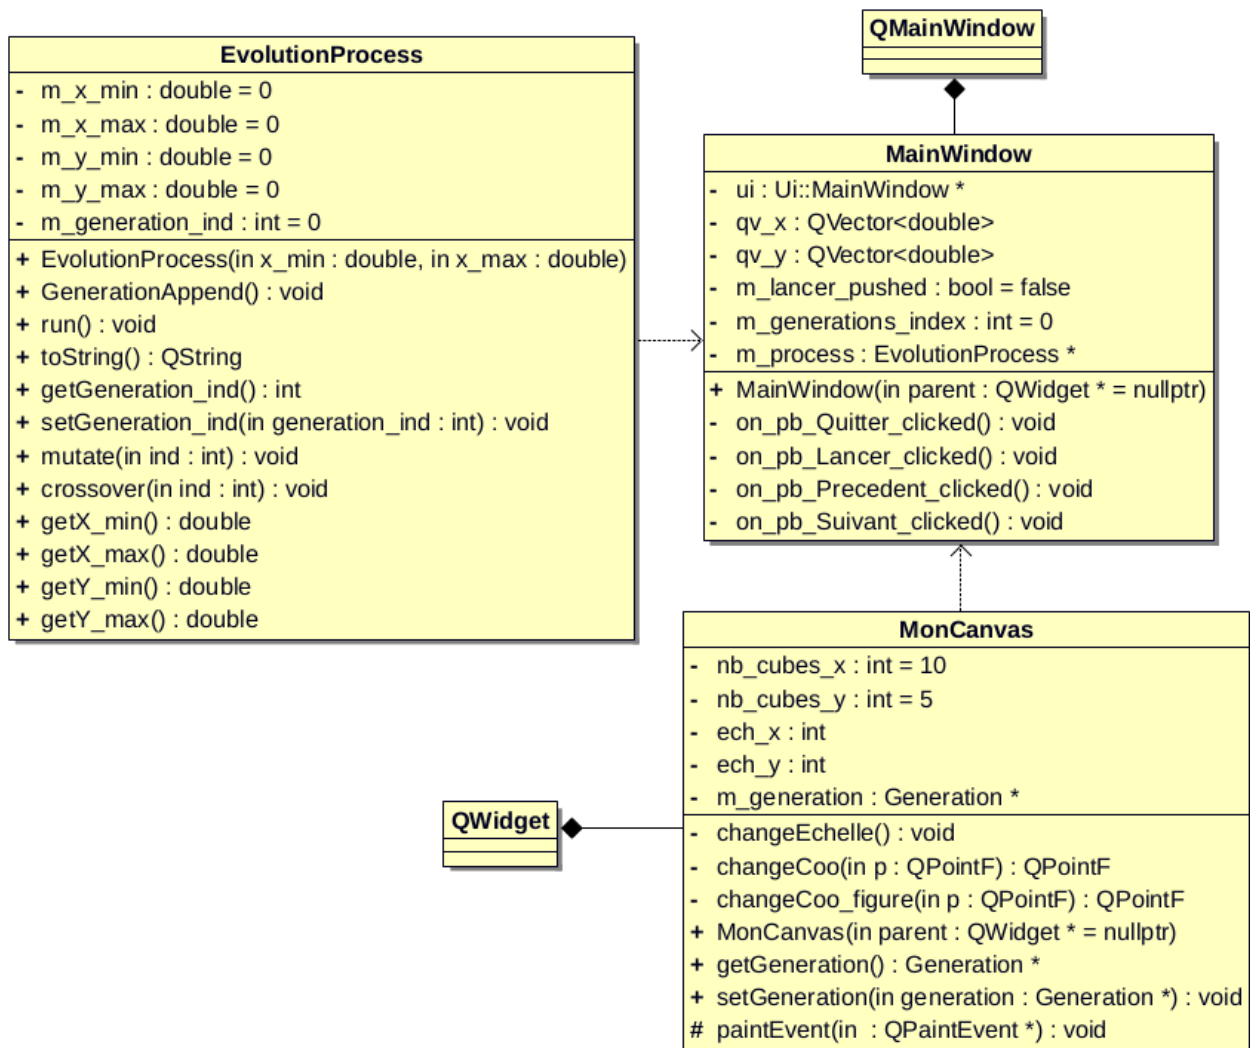 EvolutionProcess
- m_x_min : double = 0
- m_x_max : double = 0
- m_y_min : double = 0
- m_y_max : double = 0
- m_generation_ind : int = 0
+ EvolutionProcess(in x_min : double, in x_max : double)
+ GenerationAppend() : void
+ run() : void
+ toString() : QString
+ getGeneration_ind() : int
+ setGeneration_ind(in generation_ind : int) : void
+ mutate(in ind : int) : void
+ crossover(in ind : int) : void
+ getX_min() : double
+ getX_max() : double
+ getY_min() : double
+ getY_max() : double
QMainWindow
MainWindow
- ui : Ui::MainWindow *
- qv_x : QVector<double>
- qv_y : QVector<double>
- m_lancer_pushed : bool = false
- m_generations_index : int = 0
- m_process : EvolutionProcess *
+ MainWindow(in parent : QWidget * = nullptr)
- on_pb_Quitter_clicked() : void
- on_pb_Lancer_clicked() : void
- on_pb_Precedent_clicked() : void
- on_pb_Suivant_clicked() : void
QWidget
MonCanvas
- nb_cubes_x : int = 10
- nb_cubes_y : int = 5
- ech_x : int
- ech_y : int
- m_generation : Generation *
- changeEchelle() : void
- changeCoo(in p : QPointF) : QPointF
- changeCoo_figure(in p : QPointF) : QPointF
+ MonCanvas(in parent : QWidget * = nullptr)
+ getGeneration() : Generation *
+ setGeneration(in generation : Generation *) : void
# paintEvent(in  : QPaintEvent *) : void